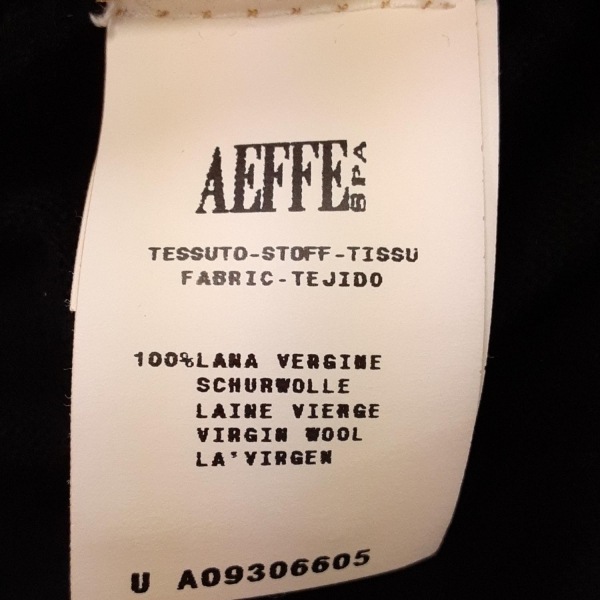 AEFFE SPA
TESSUTO-STOFF-TISSU
FABRIC-TEJIDO
100%LANA VERGINE
SCHURWOLLE
LAINE VIERGE
VIRGIN WOOL
LA'VIRGEN
U A09306605